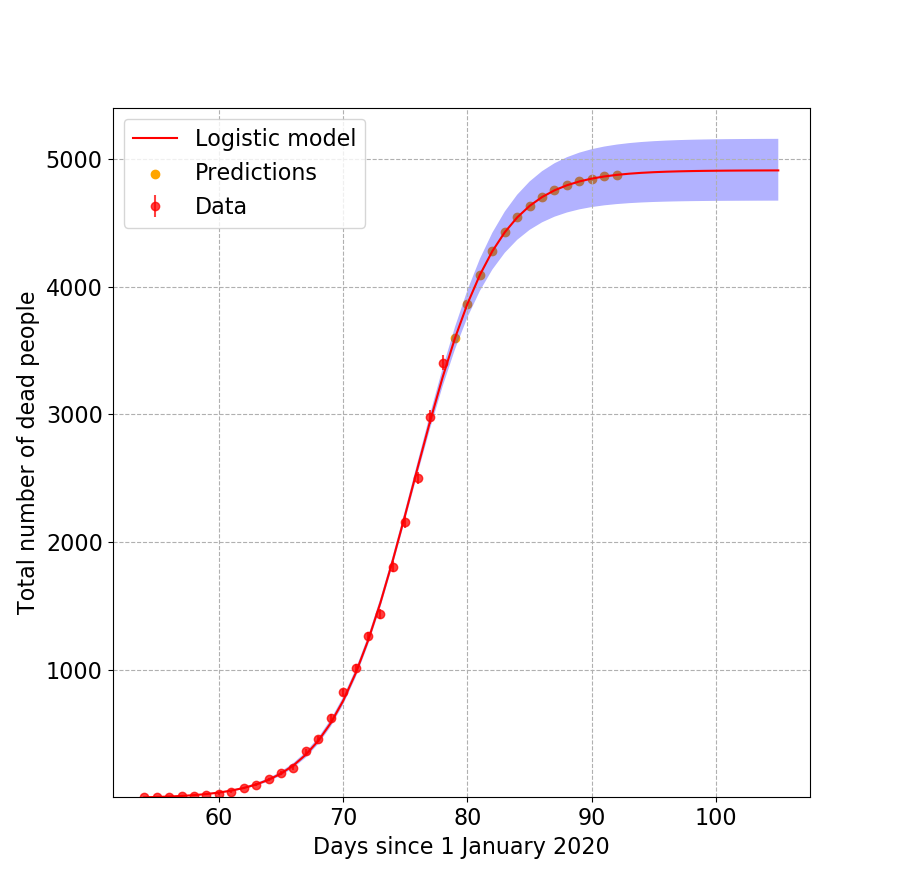 Logistic model
Predictions
Data
5000
4000
3000
2000
1000
Total number of dead people
60 70 80 90 100
Days since 1 January 2020